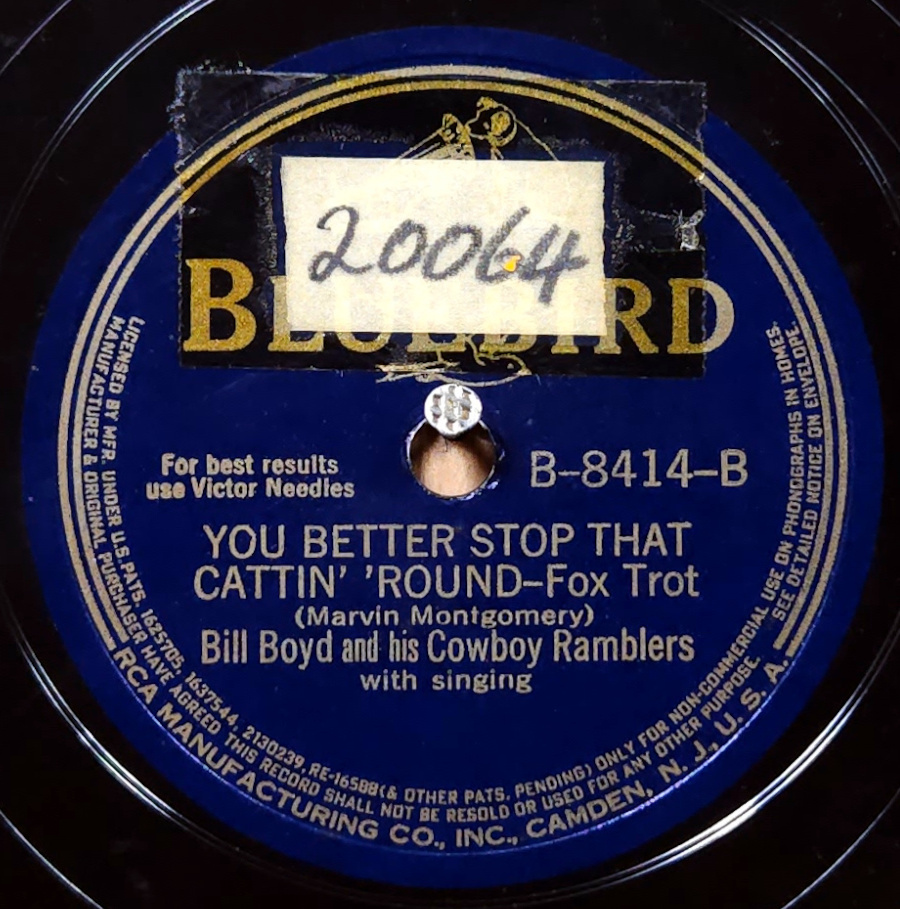 20064
BLUEBIRD
For best results
use Victor Needles
B-8414-B
YOU BETTER STOP THAT
CATTIN' 'ROUND-Fox Trot
(Marvin Montgomery)
Bill Boyd and his Cowboy Ramblers
with singing
LICENSED BY MFR. UNDER U.S. PATS. 1625705, 1637544, 2130239, RE-16588 (& OTHER PATS. PENDING) ONLY FOR NON-COMMERCIAL USE ON PHONOGRAPHS IN HOMES.
MANUFACTURER & ORIGINAL PURCHASER HAVE AGREED THIS RECORD SHALL NOT BE RESOLD OR USED FOR ANY OTHER PURPOSE. SEE DETAILED NOTICE ON ENVELOPE.
RCA MANUFACTURING CO., INC., CAMDEN, N. J., U. S. A.